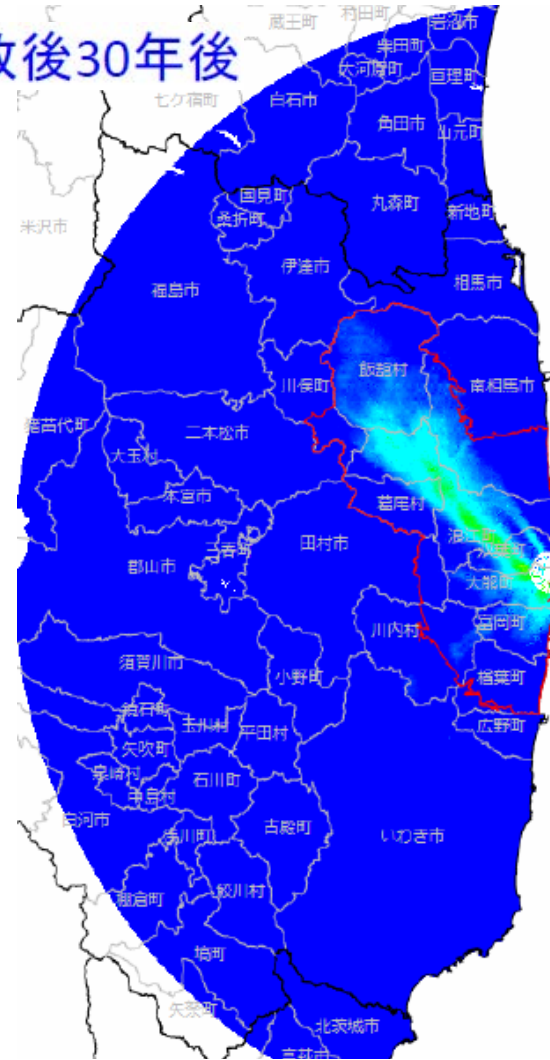 故後30年後
蔵王町
村田町
岩沼市
柴田町
大河原町
亘理町
七ケ宿町
白石市
角田市
山元町
国見町
丸森町
新地町
桑折町
米沢市
伊達市
相馬市
福島市
飯舘村
川俣町
南相馬市
猪苗代町
二本松市
大玉村
本宮市
葛尾村
浪江町
三春町
田村市
双葉町
郡山市
大熊町
川内村
富岡町
須賀川市
小野町
楢葉町
鏡石町
玉川村
平田村
広野町
矢吹町
泉崎村
石川町
中島村
白河市
浅川町
古殿町
いわき市
棚倉町
鮫川村
塙町
矢祭町
北茨城市
高萩市